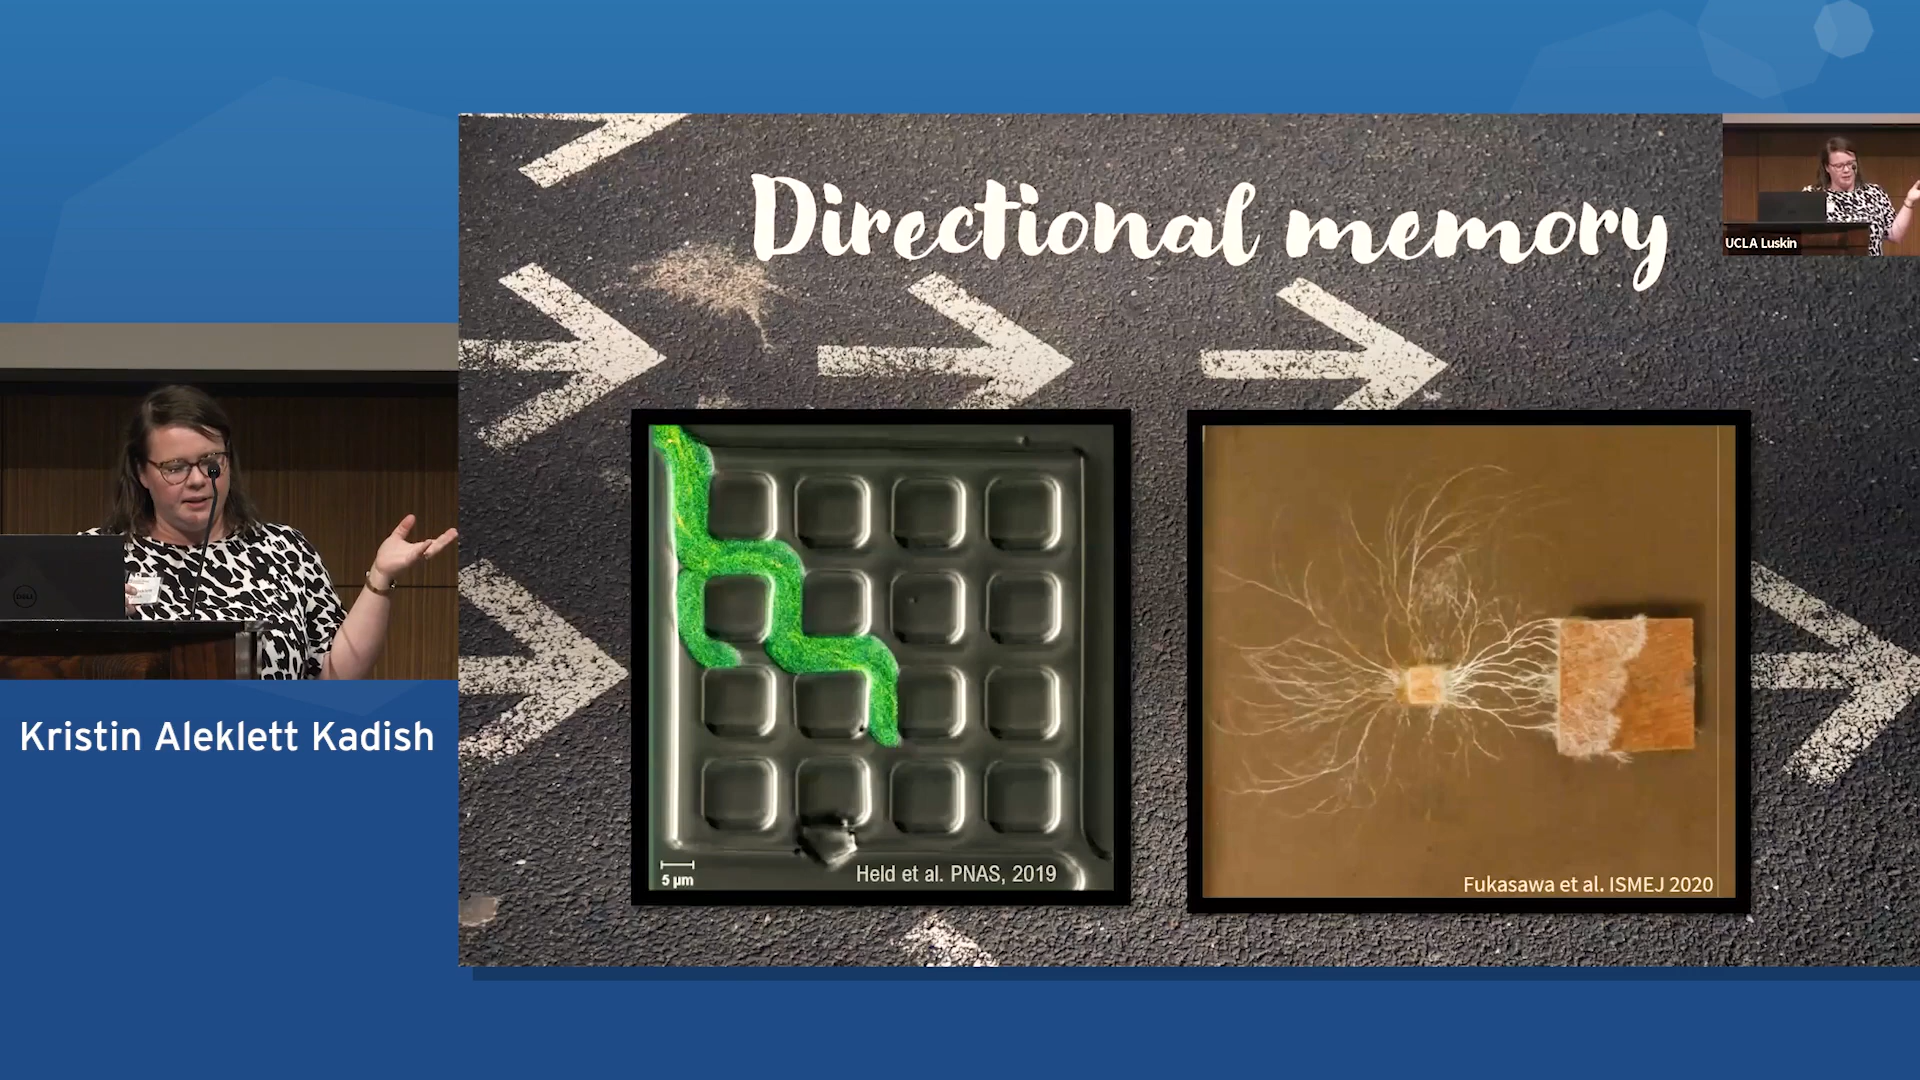 Directional memory
UCLA Luskin
5 µm
Held et al. PNAS, 2019
Fukasawa et al. ISMEJ 2020
DELL
Kristin Aleklett Kadish